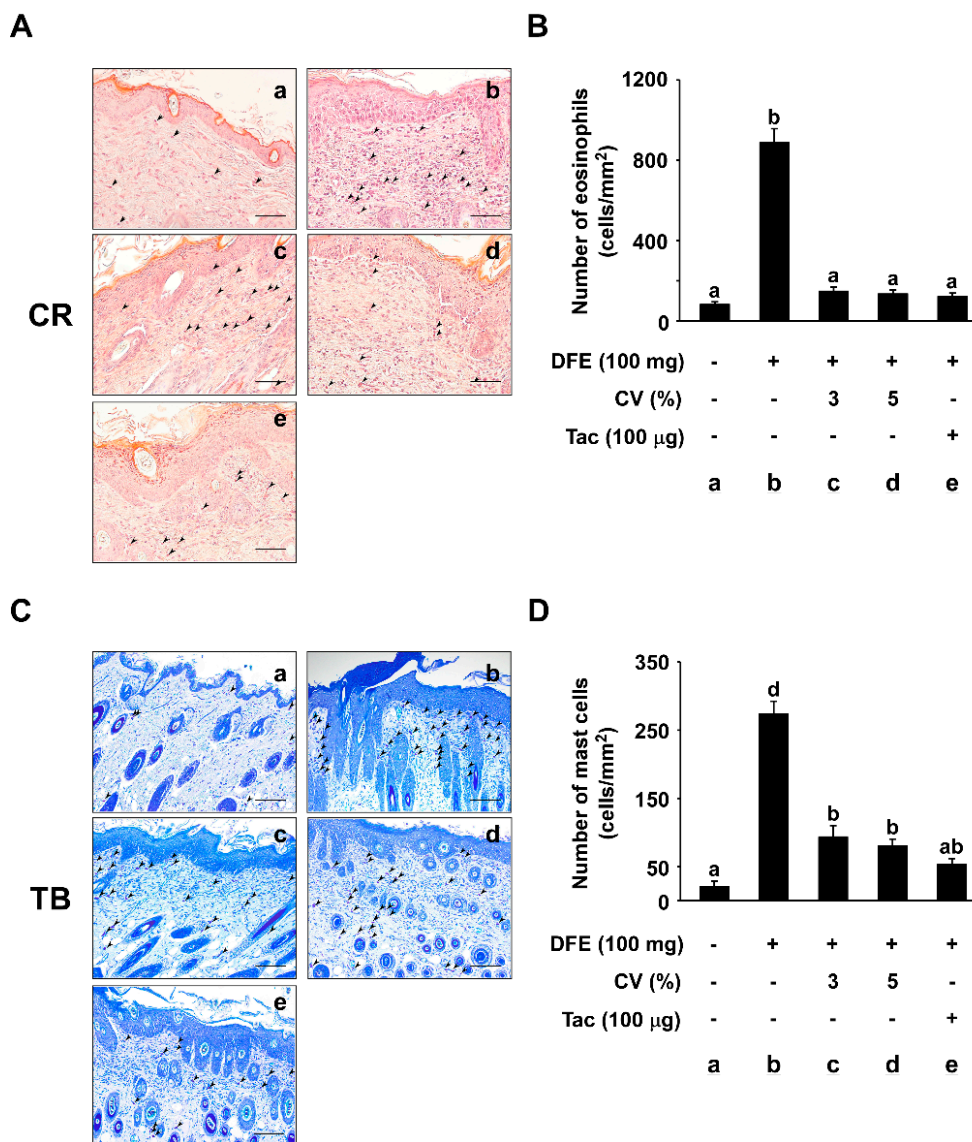 A
B
a
b
c
d
e
CR
Number of eosinophils
(cells/mm²)
1200
800
400
0
a
b
a
a
a
DFE (100 mg) - + + + +
CV (%) - - 3 5 -
Tac (100 μg) - - - - +
a b c d e
C
D
a
b
c
d
e
TB
Number of mast cells
(cells/mm²)
350
250
150
50
0
a
d
b
b
ab
DFE (100 mg) - + + + +
CV (%) - - 3 5 -
Tac (100 μg) - - - - +
a b c d e